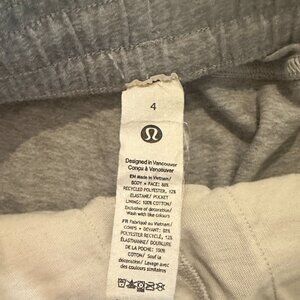 4
Designed in Vancouver
Conçu à Vancouver
EN Made in Vietnam/
BODY + FACE: 88%
RECYCLED POLYESTER, 12%
ELASTANE/ POCKET
LINING: 100% COTTON/
Exclusive of decoration/
Wash with like colours
FR Fabriqué au Vietnam/
CORPS + DEVANT: 88%
POLYESTER RECYCLÉ, 12%
ÉLASTHANNE/ DOUBLURE
DE LA POCHE: 100%
COTON/ Sauf
décoration/ Lavage avec
des couleurs similaires